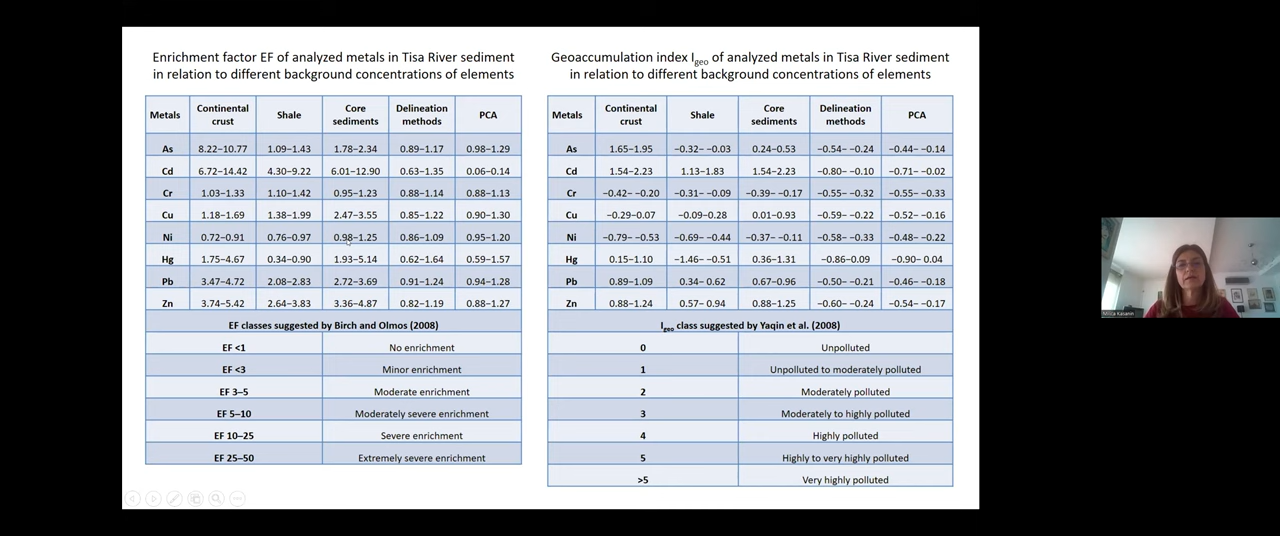 Enrichment factor EF of analyzed metals in Tisa River sediment
in relation to different background concentrations of elements
Metals Continental crust Shale Core sediments Delineation methods PCA
As 8.22–10.77 1.09–1.43 1.78–2.34 0.89–1.17 0.98–1.29
Cd 6.72–14.42 4.30–9.22 6.01–12.90 0.63–1.35 0.06–0.14
Cr 1.03–1.33 1.10–1.42 0.95–1.23 0.88–1.14 0.88–1.13
Cu 1.18–1.69 1.38–1.99 2.47–3.55 0.85–1.22 0.90–1.30
Ni 0.72–0.91 0.76–0.97 0.98–1.25 0.86–1.09 0.95–1.20
Hg 1.75–4.67 0.34–0.90 1.93–5.14 0.62–1.64 0.59–1.57
Pb 3.47–4.72 2.08–2.83 2.72–3.69 0.91–1.24 0.94–1.28
Zn 3.74–5.42 2.64–3.83 3.36–4.87 0.82–1.19 0.88–1.27
EF classes suggested by Birch and Olmos (2008)
EF <1 No enrichment
EF <3 Minor enrichment
EF 3–5 Moderate enrichment
EF 5–10 Moderately severe enrichment
EF 10–25 Severe enrichment
EF 25–50 Extremely severe enrichment
Geoaccumulation index Igeo of analyzed metals in Tisa River sediment
in relation to different background concentrations of elements
Metals Continental crust Shale Core sediments Delineation methods PCA
As 1.65–1.95 −0.32– −0.03 0.24–0.53 −0.54– −0.24 −0.44– −0.14
Cd 1.54–2.23 1.13–1.83 1.54–2.23 −0.80– −0.10 −0.71– −0.02
Cr −0.42– −0.20 −0.31– −0.09 −0.39– −0.17 −0.55– −0.32 −0.55– −0.33
Cu −0.29–0.07 −0.09–0.28 0.01–0.93 −0.59– −0.22 −0.52– −0.16
Ni −0.79– −0.53 −0.69– −0.44 −0.37– −0.11 −0.58– −0.33 −0.48– −0.22
Hg 0.15–1.10 −1.46– −0.51 0.36–1.31 −0.86–0.09 −0.90– 0.04
Pb 0.89–1.09 0.34– 0.62 0.67–0.96 −0.50– −0.21 −0.46– −0.18
Zn 0.88–1.24 0.57– 0.94 0.88–1.25 −0.60– −0.24 −0.54– −0.17
Igeo class suggested by Yaqin et al. (2008)
0 Unpolluted
1 Unpolluted to moderately polluted
2 Moderately polluted
3 Moderately to highly polluted
4 Highly polluted
5 Highly to very highly polluted
>5 Very highly polluted